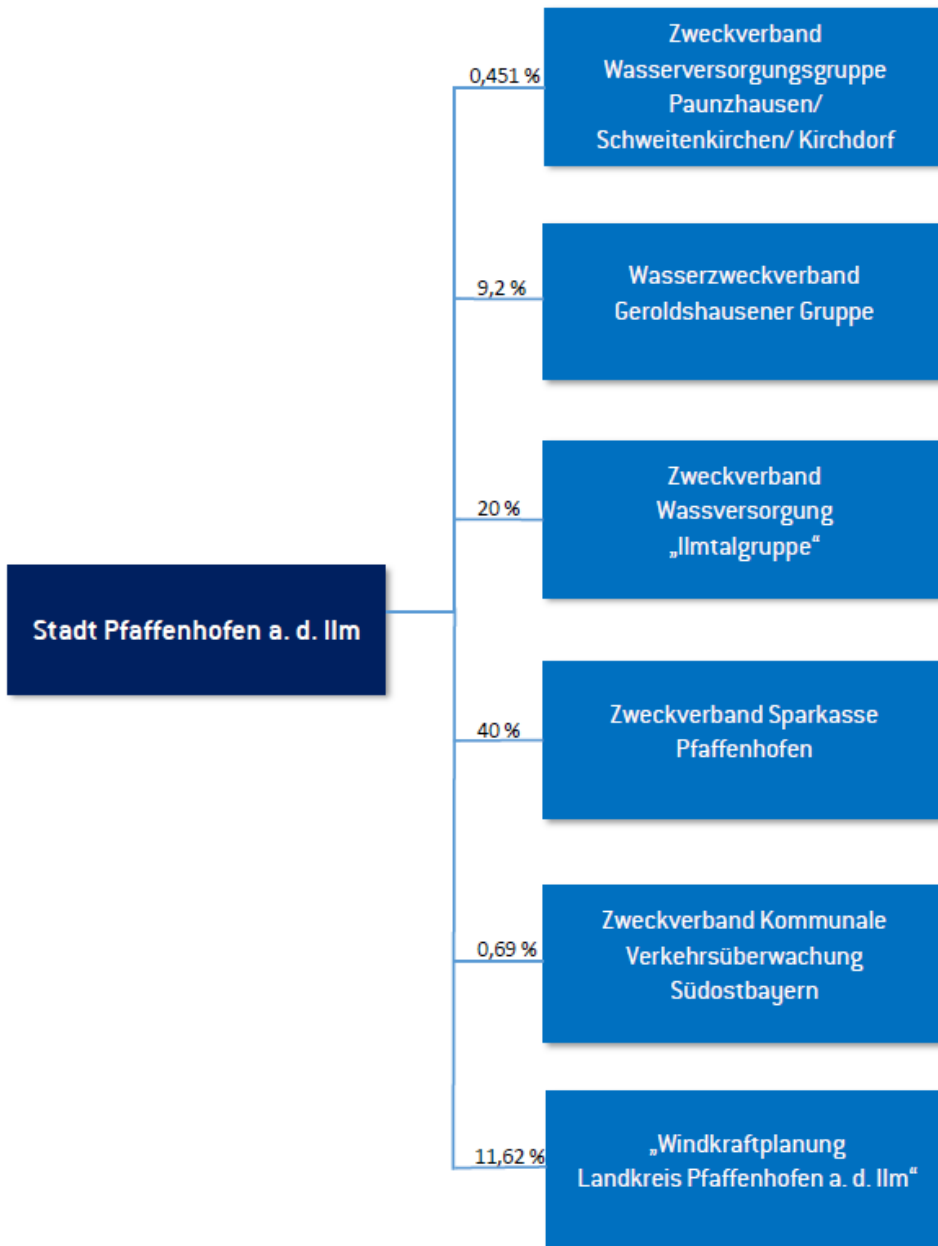 Stadt Pfaffenhofen a. d. Ilm
0,451 %
Zweckverband
Wasserversorgungsgruppe
Paunzhausen/
Schweitenkirchen/ Kirchdorf
9,2 %
Wasserzweckverband
Geroldshausener Gruppe
20 %
Zweckverband
Wassversorgung
„Ilmtalgruppe“
40 %
Zweckverband Sparkasse
Pfaffenhofen
0,69 %
Zweckverband Kommunale
Verkehrsüberwachung
Südostbayern
11,62 %
„Windkraftplanung
Landkreis Pfaffenhofen a. d. Ilm“